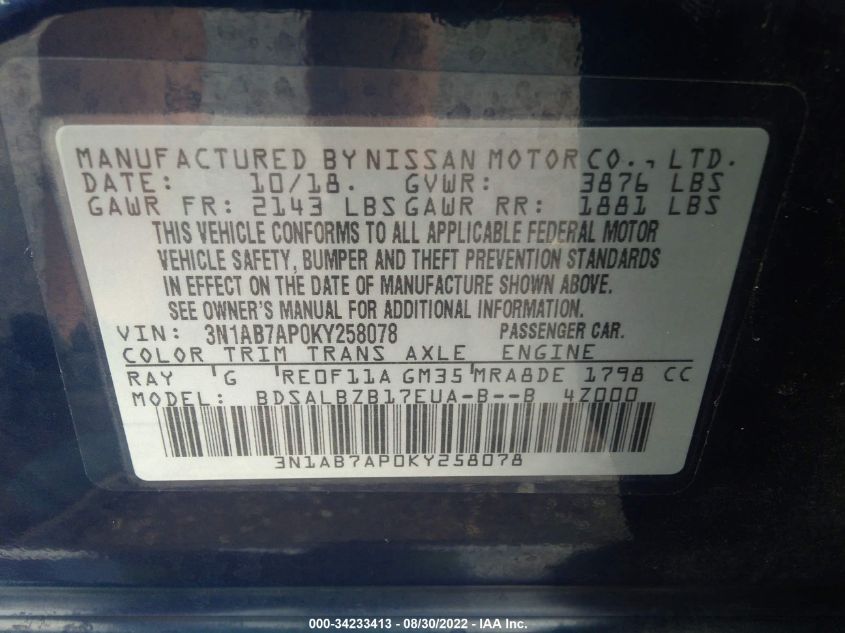 MANUFACTURED BY NISSAN MOTOR CO., LTD.
DATE: 10/18. GVWR: 3876 LBS
GAWR FR: 2143 LBS GAWR RR: 1881 LBS
THIS VEHICLE CONFORMS TO ALL APPLICABLE FEDERAL MOTOR
VEHICLE SAFETY, BUMPER AND THEFT PREVENTION STANDARDS
IN EFFECT ON THE DATE OF MANUFACTURE SHOWN ABOVE.
SEE OWNER'S MANUAL FOR ADDITIONAL INFORMATION.
VIN: 3N1AB7AP0KY258078 PASSENGER CAR.
COLOR TRIM TRANS AXLE ENGINE
RAY 'G RE0F11A GM35 MRA8DE 1798 CC
MODEL: BDSALBZB17EUA-B--B 4Z000
3N1AB7AP0KY258078
000-34233413 - 08/30/2022 - IAA Inc.